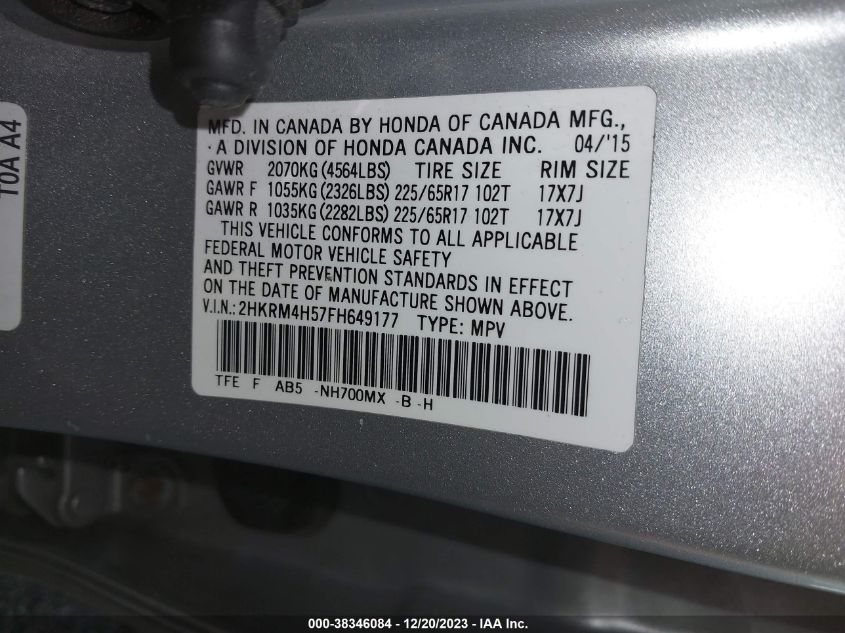 T0A A4
MFD. IN CANADA BY HONDA OF CANADA MFG.,
· A DIVISION OF HONDA CANADA INC. 04/'15
GVWR 2070KG (4564LBS) TIRE SIZE RIM SIZE
GAWR F 1055KG (2326LBS) 225/65R17 102T 17X7J
GAWR R 1035KG (2282LBS) 225/65R17 102T 17X7J
THIS VEHICLE CONFORMS TO ALL APPLICABLE
FEDERAL MOTOR VEHICLE SAFETY
AND THEFT PREVENTION STANDARDS IN EFFECT
ON THE DATE OF MANUFACTURE SHOWN ABOVE.
V.I.N.: 2HKRM4H57FH649177 TYPE: MPV
TFE F AB5 -NH700MX -B -H
000-38346084 - 12/20/2023 - IAA Inc.